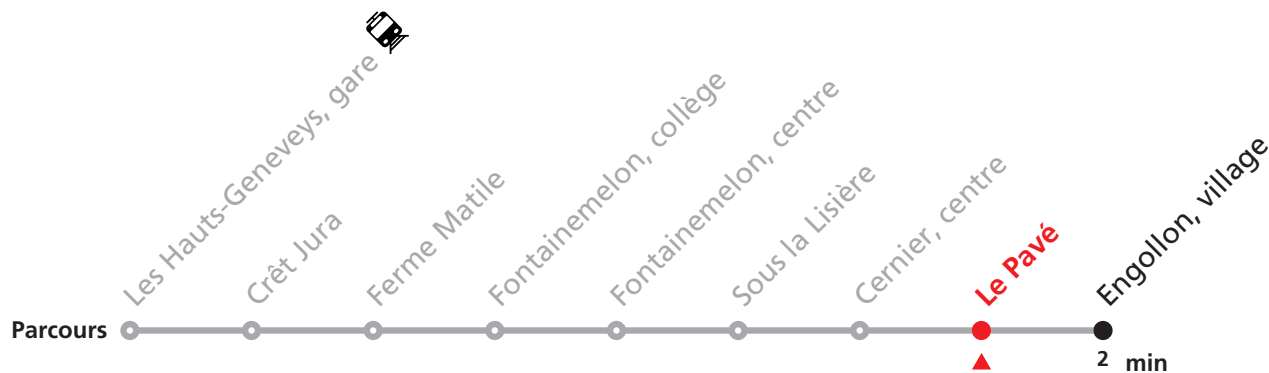 Les Hauts-Geneveys, gare
Crêt Jura
Ferme Matile
Fontainemelon, collège
Fontainemelon, centre
Sous la Lisière
Cernier, centre
Le Pavé
Engollon, village
Parcours
2 min